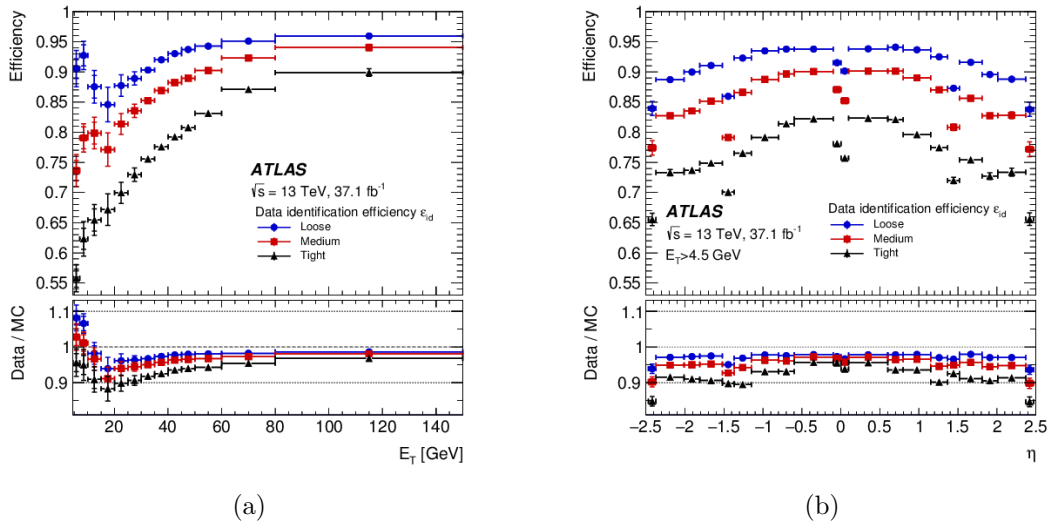 Efficiency
1
0.95
0.9
0.85
0.8
0.75
0.7
0.65
0.6
0.55
ATLAS
√s = 13 TeV, 37.1 fb⁻¹
Data identification efficiency ε_id
Loose
Medium
Tight
Data / MC
1.1
1
0.9
20 40 60 80 100 120 140
E_T [GeV]
(a)
Efficiency
1
0.95
0.9
0.85
0.8
0.75
0.7
0.65
0.6
0.55
ATLAS
√s = 13 TeV, 37.1 fb⁻¹
E_T>4.5 GeV
Data identification efficiency ε_id
Loose
Medium
Tight
Data / MC
1.1
1
0.9
−2.5 −2 −1.5 −1 −0.5 0 0.5 1 1.5 2 2.5
η
(b)